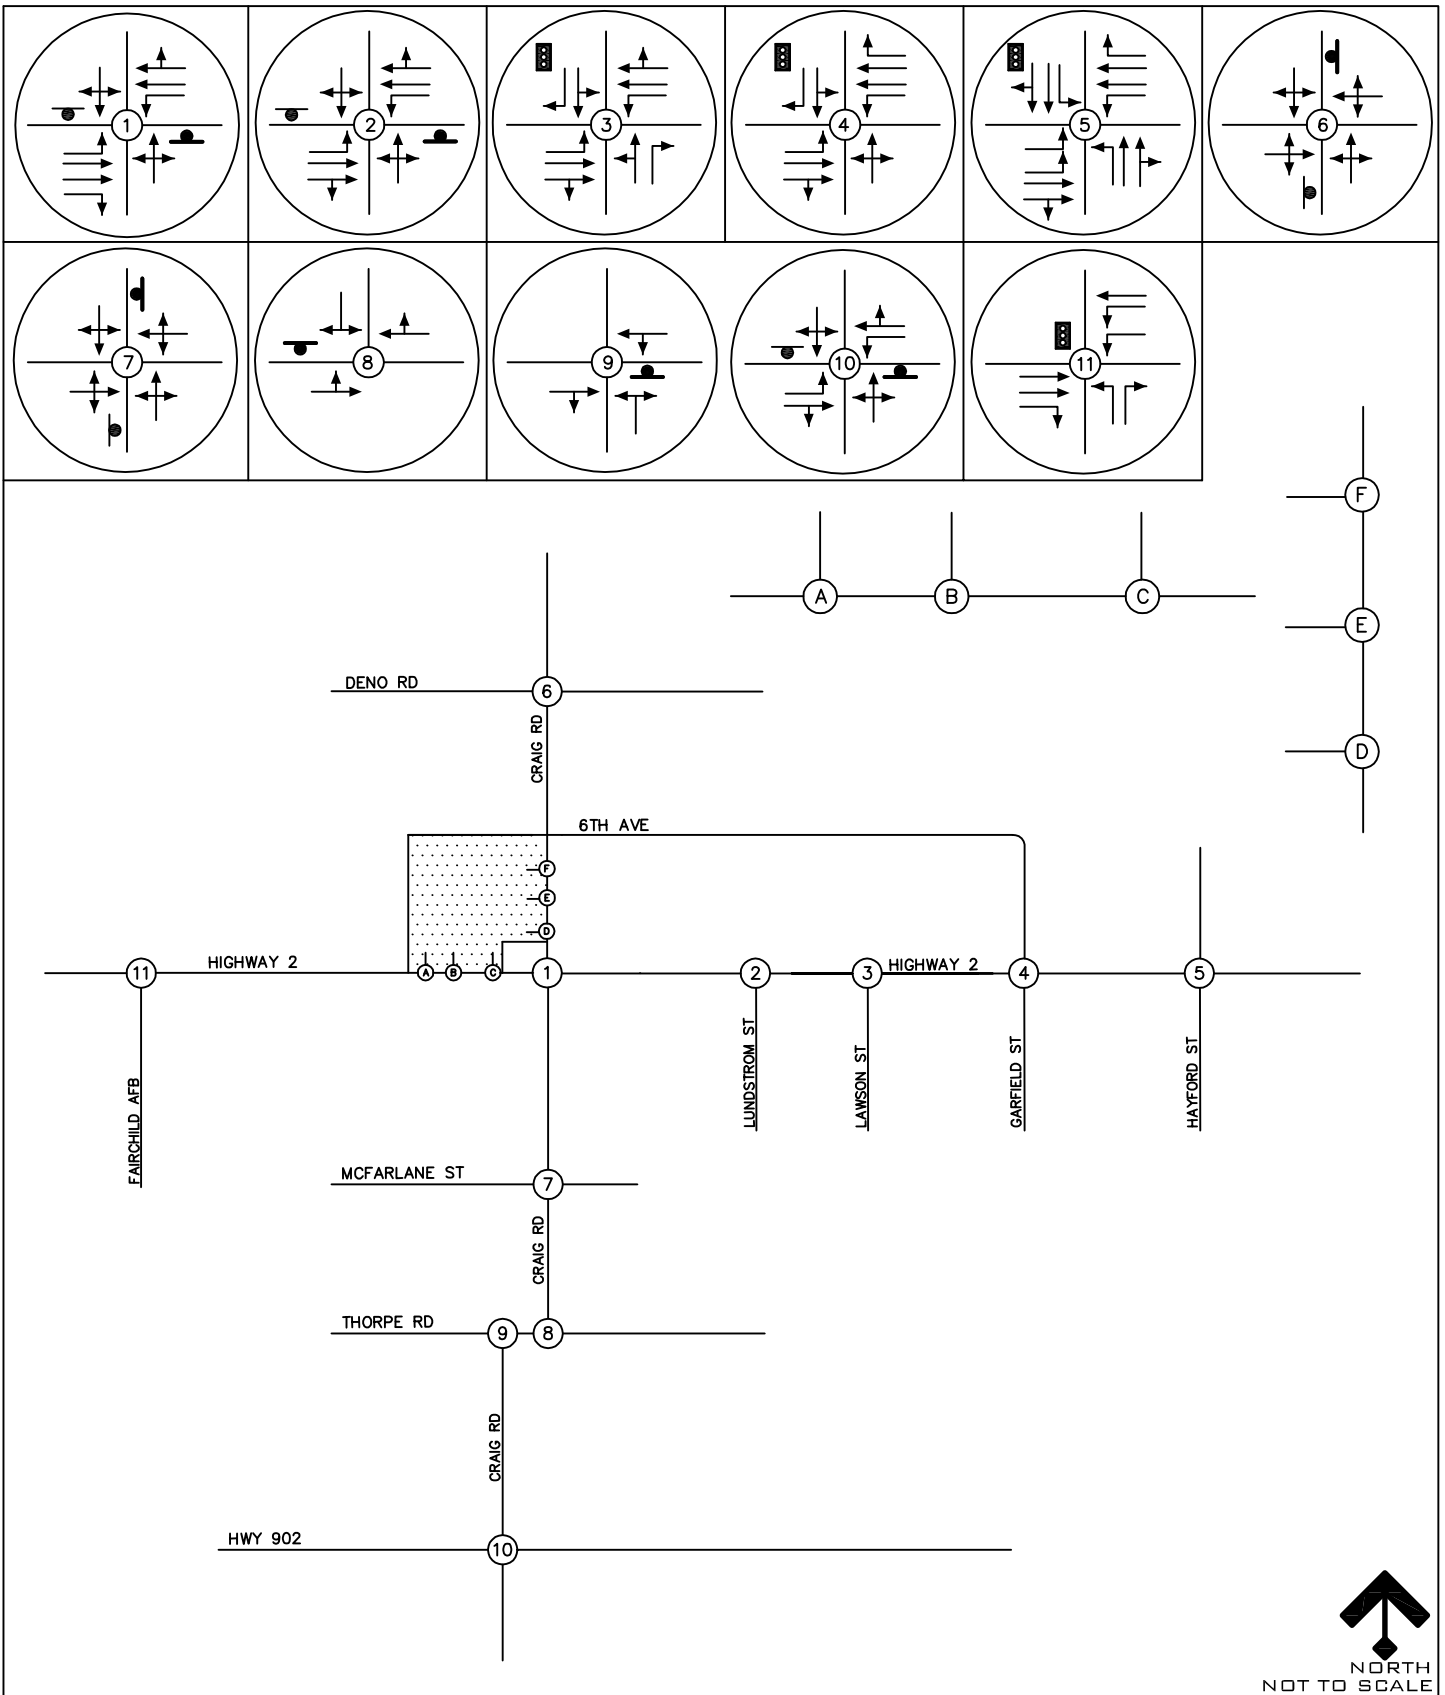 1
2
3
4
5
6
7
8
9
10
11
F
A
B
C
E
D
DENO RD
6
CRAIG RD
6TH AVE
F
E
D
HIGHWAY 2
11
A
B
C
1
2
3
HIGHWAY 2
4
5
FAIRCHILD AFB
LUNDSTROM ST
LAWSON ST
GARFIELD ST
HAYFORD ST
MCFARLANE ST
7
CRAIG RD
THORPE RD
9
8
CRAIG RD
HWY 902
10
NORTH
NOT TO SCALE